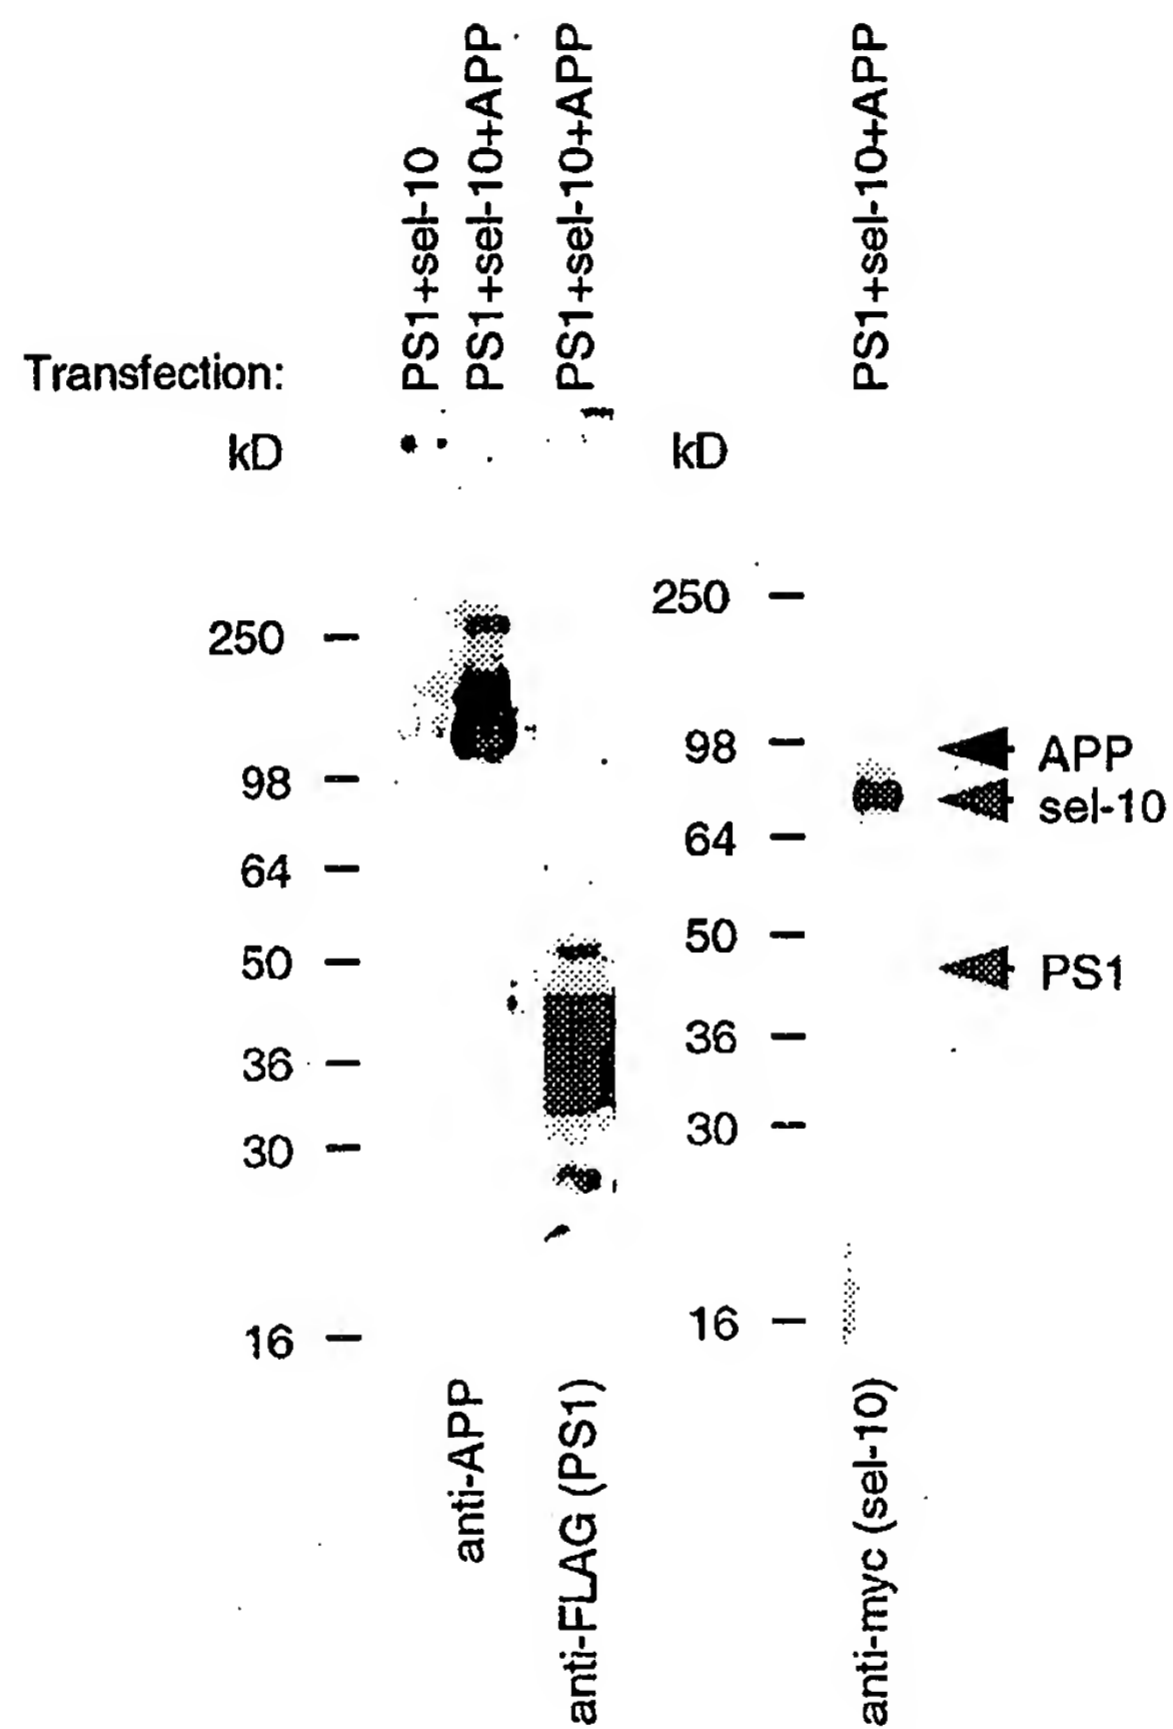 PS1+sel-10
PS1+sel-10+APP
PS1+sel-10+APP
PS1+sel-10+APP
Transfection:
kD
kD
250
98
64
50
36
30
16
250
98
64
50
36
30
16
APP
sel-10
PS1
anti-APP
anti-FLAG (PS1)
anti-myc (sel-10)